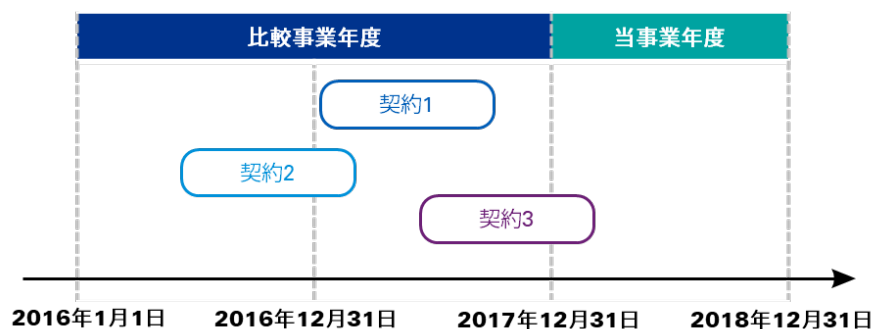 比較事業年度
当事業年度
契約1
契約2
契約3
2016年1月1日
2016年12月31日
2017年12月31日
2018年12月31日